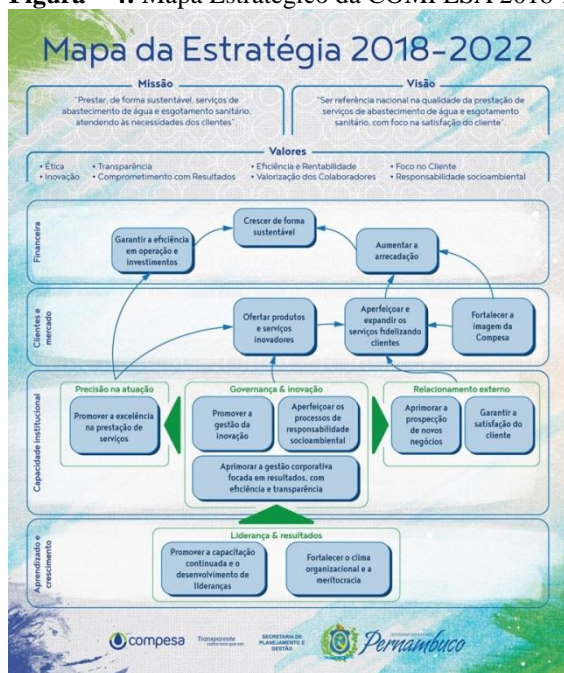 Figura 4: Mapa Estratégico da COMPESA 2018
Mapa da Estratégia 2018-2022
Missão
"Prestar, de forma sustentável, serviços de
abastecimento de água e esgotamento sanitário,
atendendo às necessidades dos clientes".
Visão
"Ser referência nacional na qualidade da prestação de
serviços de abastecimento de água e esgotamento
sanitário, com foco na satisfação do cliente".
Valores
• Ética
• Transparência
• Eficiência e Rentabilidade
• Foco no Cliente
• Inovação
• Comprometimento com Resultados
• Valorização dos Colaboradores
• Responsabilidade socioambiental
Financeira
Garantir a eficiência
em operação e
investimentos
Crescer de forma
sustentável
Aumentar a
arrecadação
Clientes e
mercado
Ofertar produtos
e serviços
inovadores
Aperfeiçoar e
expandir os
serviços fidelizando
clientes
Fortalecer a
imagem da
Compesa
Capacidade institucional
Precisão na atuação
Promover a excelência
na prestação de
serviços
Governança & inovação
Promover a
gestão da
inovação
Aperfeiçoar os
processos de
responsabilidade
socioambiental
Aprimorar a gestão corporativa
focada em resultados, com
eficiência e transparência
Relacionamento externo
Aprimorar a
prospecção
de novos
negócios
Garantir a
satisfação do
cliente
Aprendizado e
crescimento
Liderança & resultados
Promover a capacitação
continuada e o
desenvolvimento de
lideranças
Fortalecer o clima
organizacional e a
meritocracia
compesa
Transparente
como tem que ser.
SECRETARIA DE
PLANEJAMENTO E
GESTÃO
GOVERNO DO ESTADO
Pernambuco